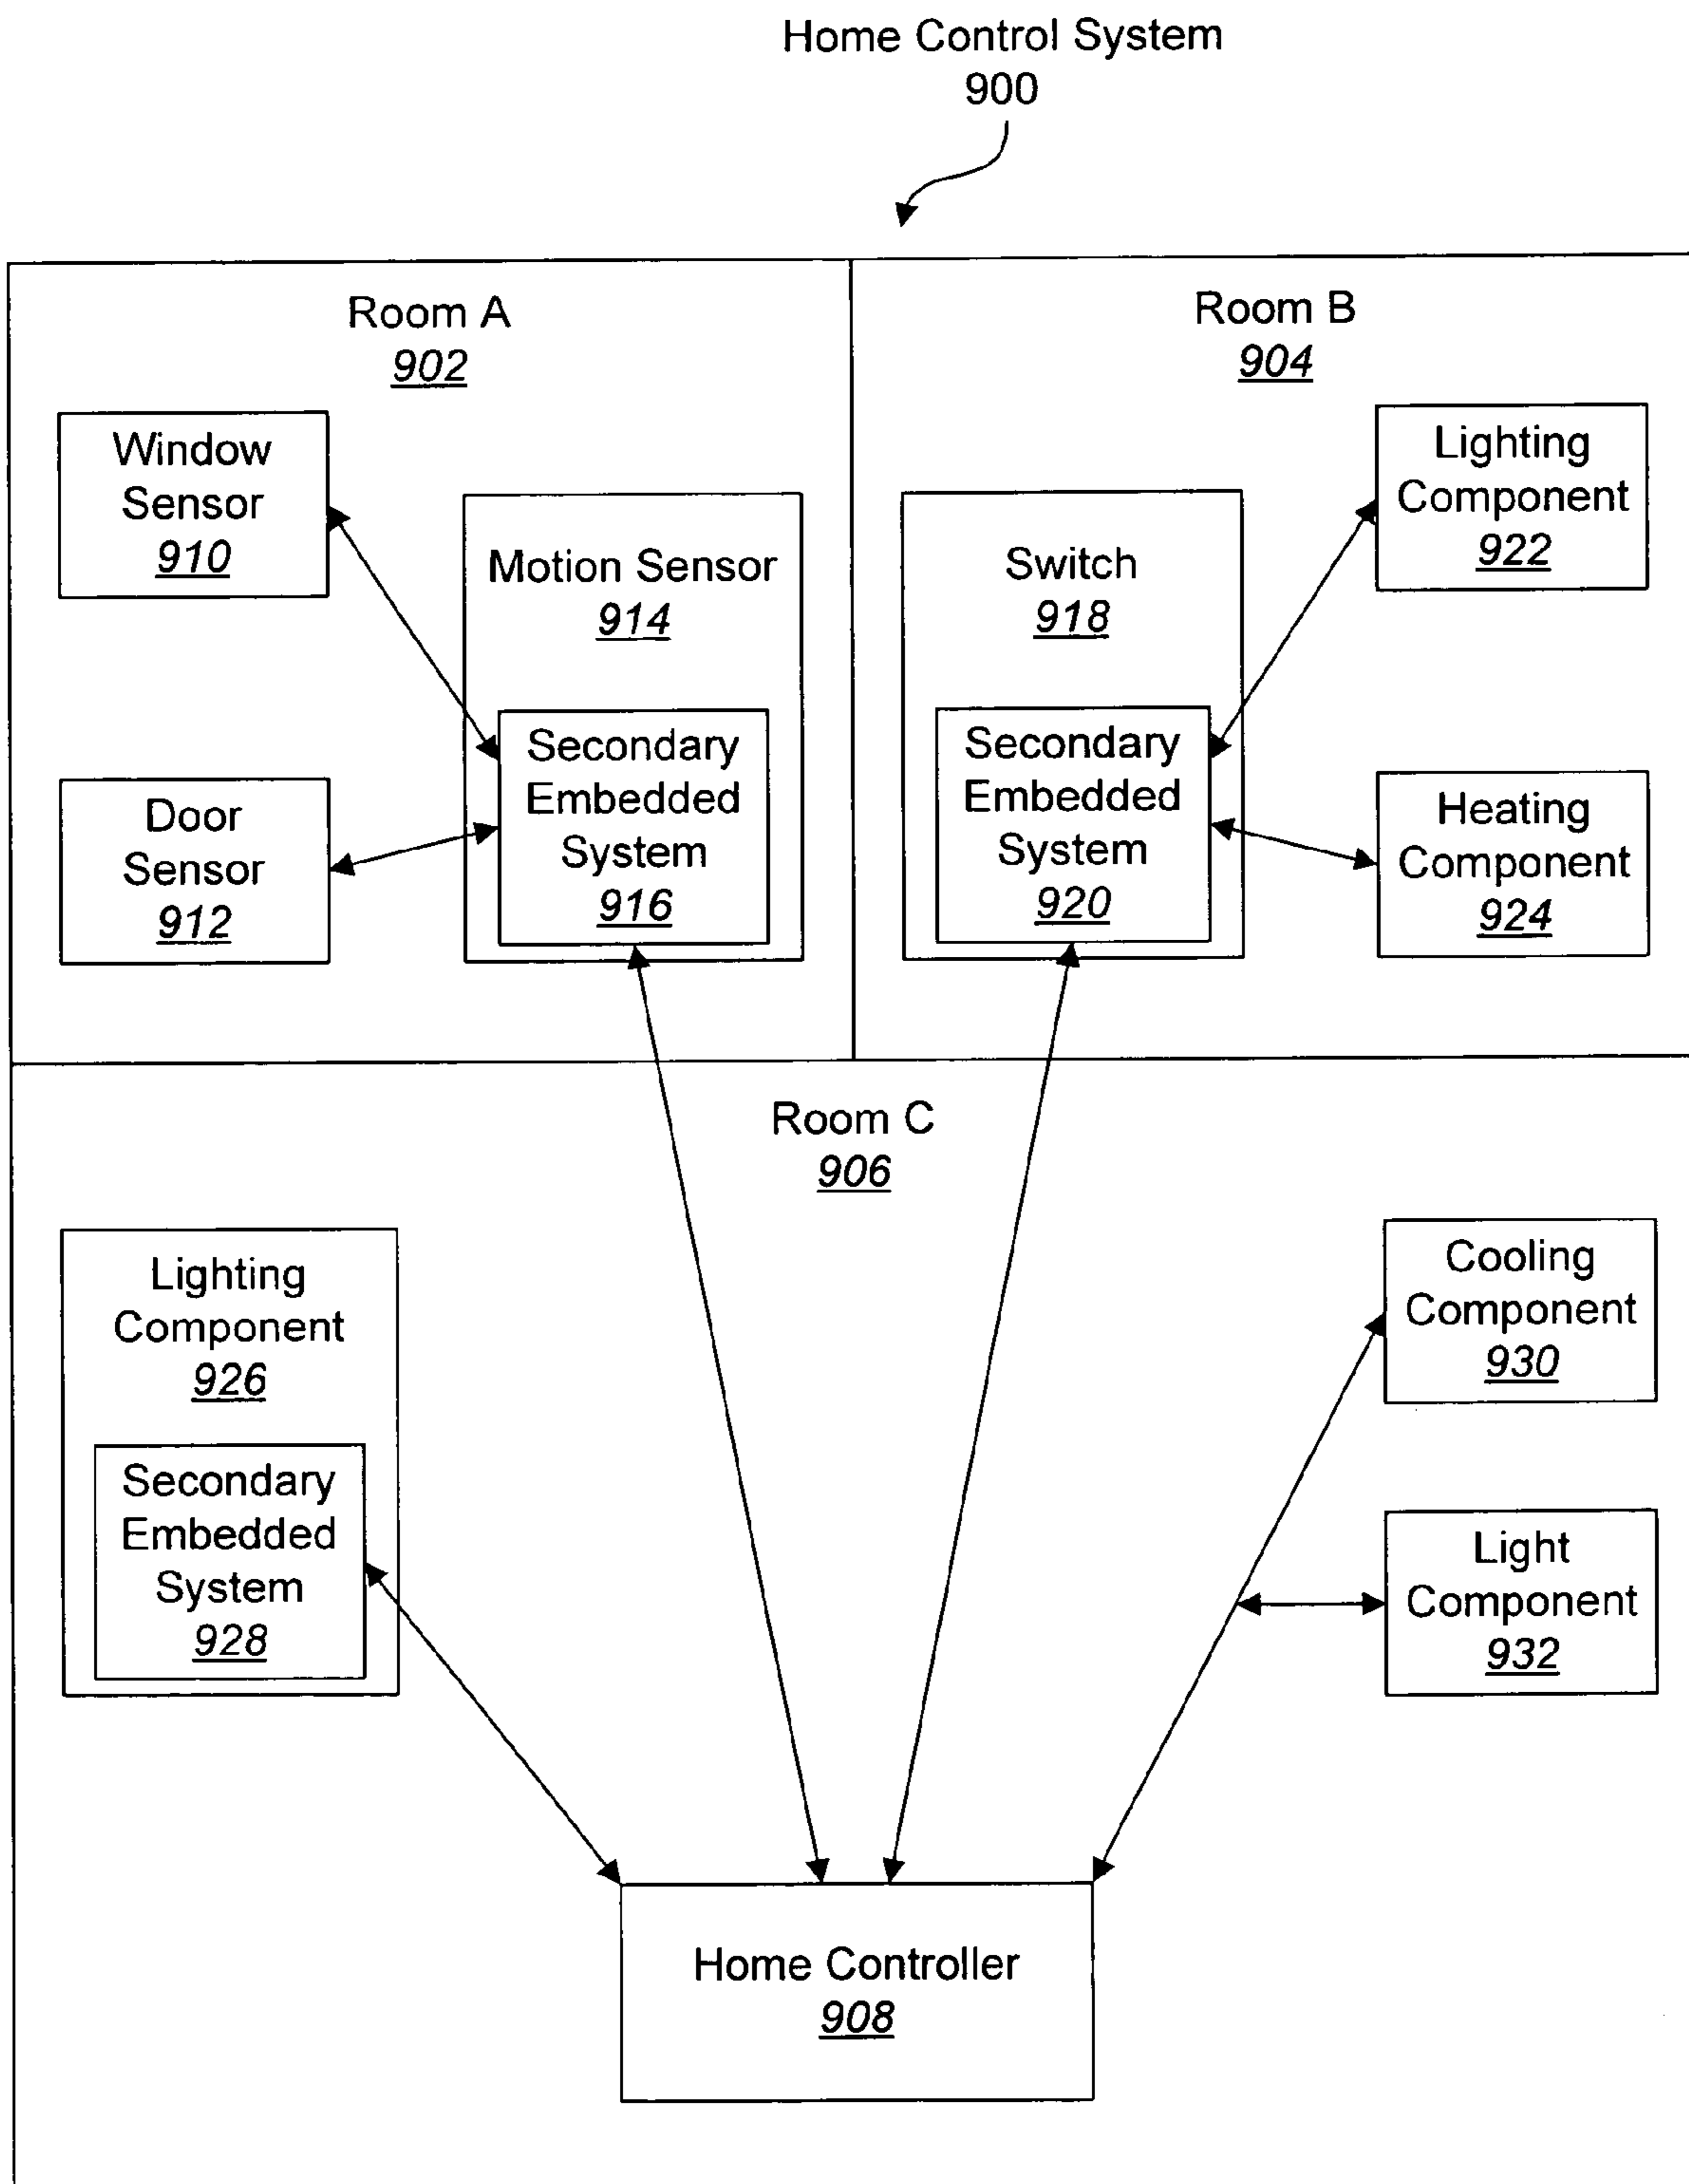 Home Control System
900
Room A
902
Window
Sensor
910
Motion Sensor
914
Secondary
Embedded
System
916
Door
Sensor
912
Room B
904
Switch
918
Secondary
Embedded
System
920
Lighting
Component
922
Heating
Component
924
Room C
906
Lighting
Component
926
Secondary
Embedded
System
928
Cooling
Component
930
Light
Component
932
Home Controller
908